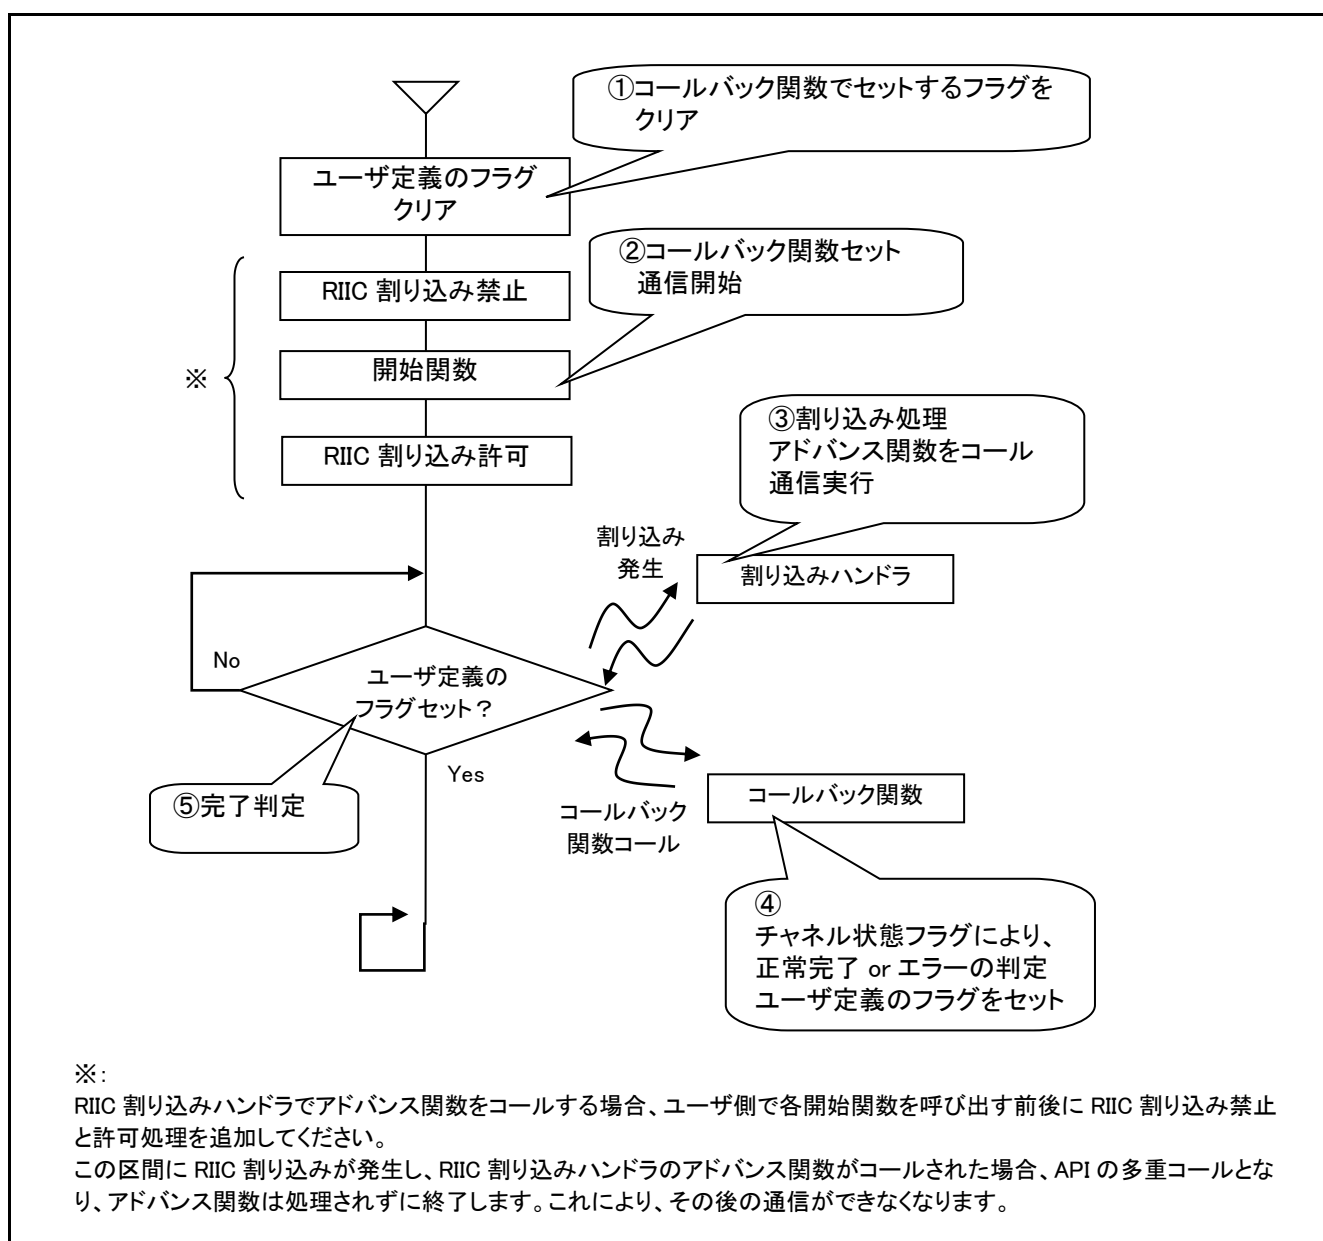 ①コールバック関数でセットするフラグを
クリア
ユーザ定義のフラグ
クリア
②コールバック関数セット
通信開始
RIIC 割り込み禁止
※
開始関数
③割り込み処理
アドバンス関数をコール
通信実行
RIIC 割り込み許可
割り込み
発生
割り込みハンドラ
No
ユーザ定義の
フラグセット?
Yes
⑤完了判定
コールバック
関数コール
コールバック関数
④
チャネル状態フラグにより、
正常完了 or エラーの判定
ユーザ定義のフラグをセット
※:
RIIC 割り込みハンドラでアドバンス関数をコールする場合、ユーザ側で各開始関数を呼び出す前後に RIIC 割り込み禁止
と許可処理を追加してください。
この区間に RIIC 割り込みが発生し、RIIC 割り込みハンドラのアドバンス関数がコールされた場合、API の多重コールとな
り、アドバンス関数は処理されずに終了します。これにより、その後の通信ができなくなります。